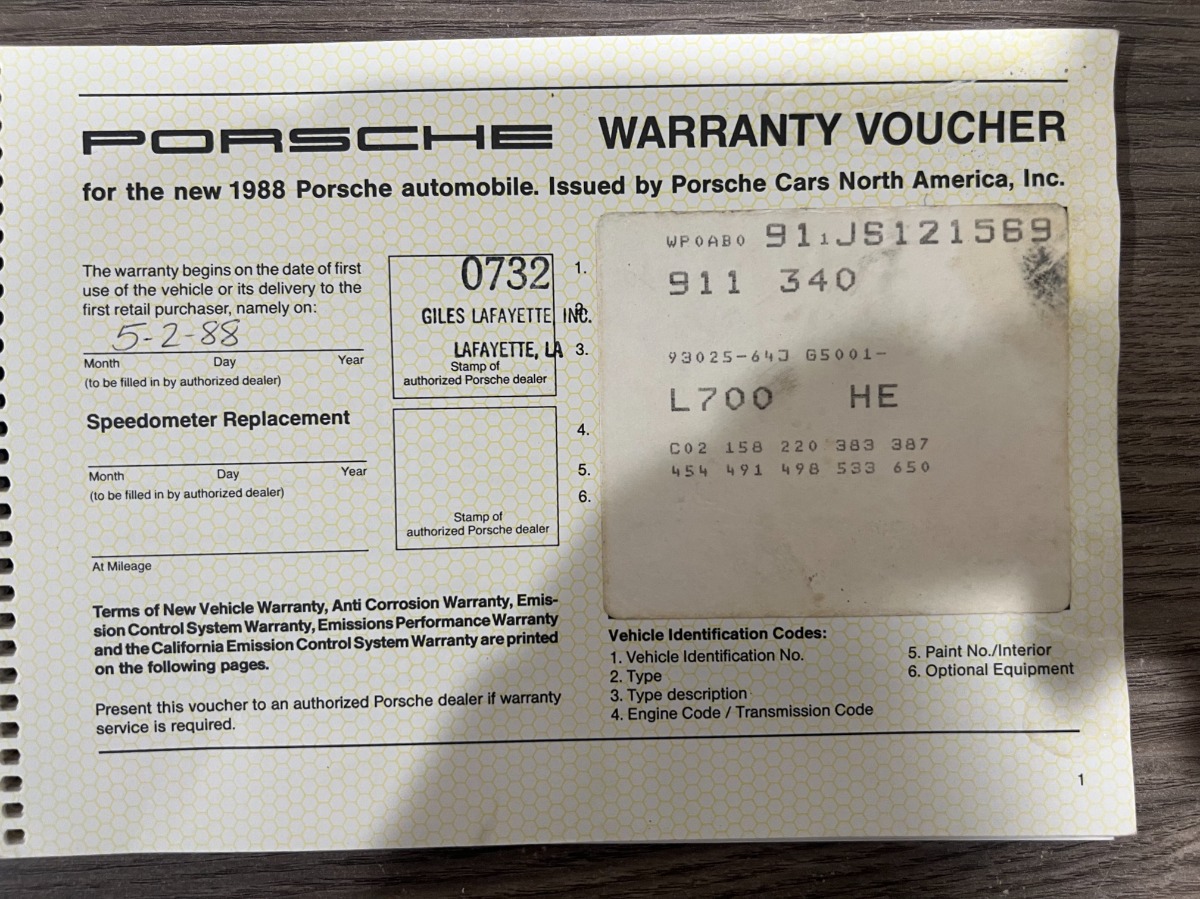 PORSCHE WARRANTY VOUCHER
for the new 1988 Porsche automobile. Issued by Porsche Cars North America, Inc.
The warranty begins on the date of first
use of the vehicle or its delivery to the
first retail purchaser, namely on:
5-2-88
Month Day Year
(to be filled in by authorized dealer)
Speedometer Replacement
Month Day Year
(to be filled in by authorized dealer)
At Mileage
0732
GILES LAFAYETTE INC.
LAFAYETTE, LA
Stamp of
authorized Porsche dealer
Stamp of
authorized Porsche dealer
1.
2.
3.
4.
5.
6.
WP0AB0 911JS121569
911 340
93025-64J G5001-
L700 HE
C02 158 220 383 387
454 491 498 533 650
Terms of New Vehicle Warranty, Anti Corrosion Warranty, Emis-
sion Control System Warranty, Emissions Performance Warranty
and the California Emission Control System Warranty are printed
on the following pages.
Present this voucher to an authorized Porsche dealer if warranty
service is required.
Vehicle Identification Codes:
1. Vehicle Identification No.
2. Type
3. Type description
4. Engine Code / Transmission Code
5. Paint No./Interior
6. Optional Equipment
1